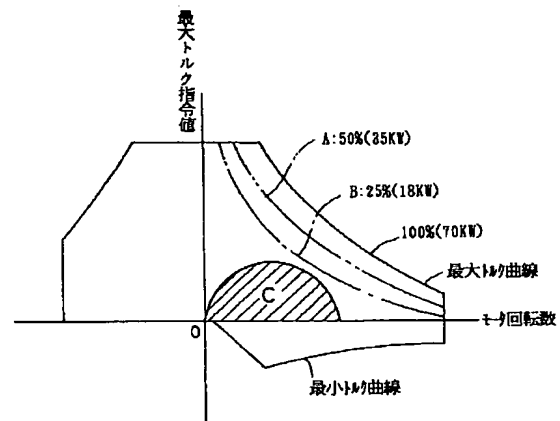 最大トルク指令値
A:50%(35KW)
B:25%(18KW)
100%(70KW)
最大トルク曲線
C
O
モータ回転数
最小トルク曲線